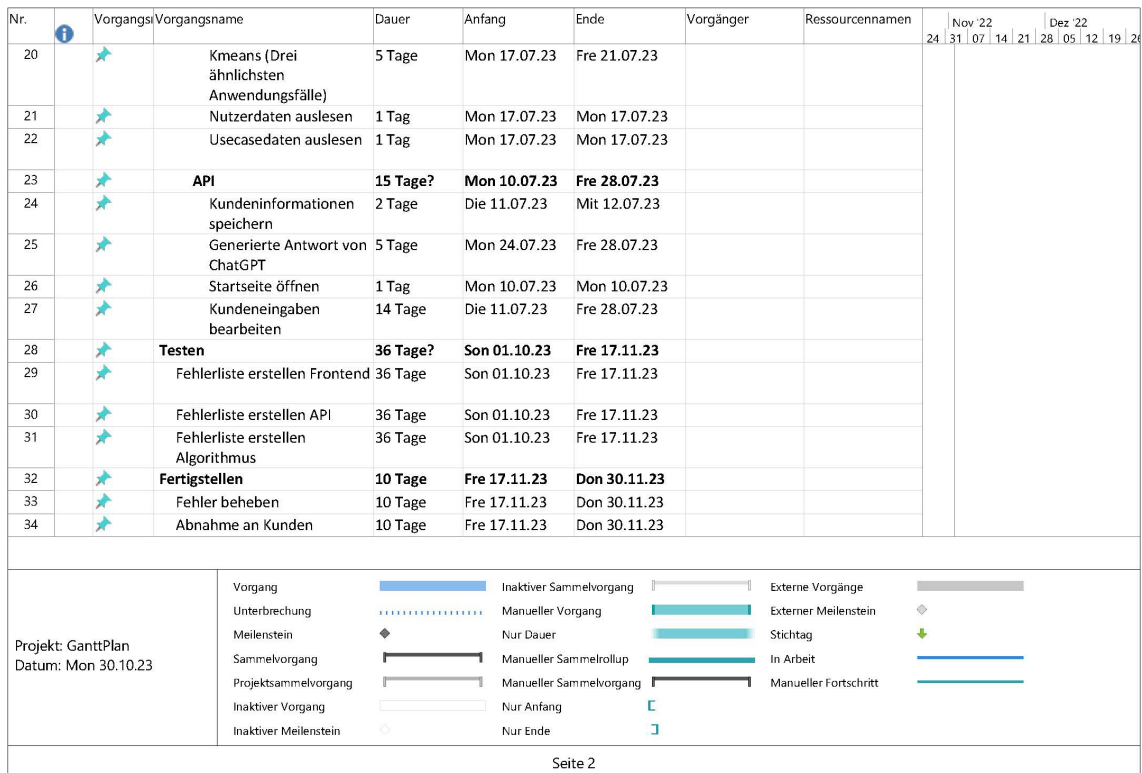 Nr. Vorgangsı Vorgangsname Dauer Anfang Ende Vorgänger Ressourcennamen
Nov '22 Dez '22
24 31 07 14 21 28 05 12 19 26
20 Kmeans (Drei 5 Tage Mon 17.07.23 Fre 21.07.23
ähnlichsten
Anwendungsfälle)
21 Nutzerdaten auslesen 1 Tag Mon 17.07.23 Mon 17.07.23
22 Usecasedaten auslesen 1 Tag Mon 17.07.23 Mon 17.07.23
23 API 15 Tage? Mon 10.07.23 Fre 28.07.23
24 Kundeninformationen 2 Tage Die 11.07.23 Mit 12.07.23
speichern
25 Generierte Antwort von 5 Tage Mon 24.07.23 Fre 28.07.23
ChatGPT
26 Startseite öffnen 1 Tag Mon 10.07.23 Mon 10.07.23
27 Kundeneingaben 14 Tage Die 11.07.23 Fre 28.07.23
bearbeiten
28 Testen 36 Tage? Son 01.10.23 Fre 17.11.23
29 Fehlerliste erstellen Frontend 36 Tage Son 01.10.23 Fre 17.11.23
30 Fehlerliste erstellen API 36 Tage Son 01.10.23 Fre 17.11.23
31 Fehlerliste erstellen 36 Tage Son 01.10.23 Fre 17.11.23
Algorithmus
32 Fertigstellen 10 Tage Fre 17.11.23 Don 30.11.23
33 Fehler beheben 10 Tage Fre 17.11.23 Don 30.11.23
34 Abnahme an Kunden 10 Tage Fre 17.11.23 Don 30.11.23
Projekt: GanttPlan
Datum: Mon 30.10.23
Vorgang
Unterbrechung
Meilenstein
Sammelvorgang
Projektsammelvorgang
Inaktiver Vorgang
Inaktiver Meilenstein
Inaktiver Sammelvorgang
Manueller Vorgang
Nur Dauer
Manueller Sammelrollup
Manueller Sammelvorgang
Nur Anfang
Nur Ende
Externe Vorgänge
Externer Meilenstein
Stichtag
In Arbeit
Manueller Fortschritt
Seite 2